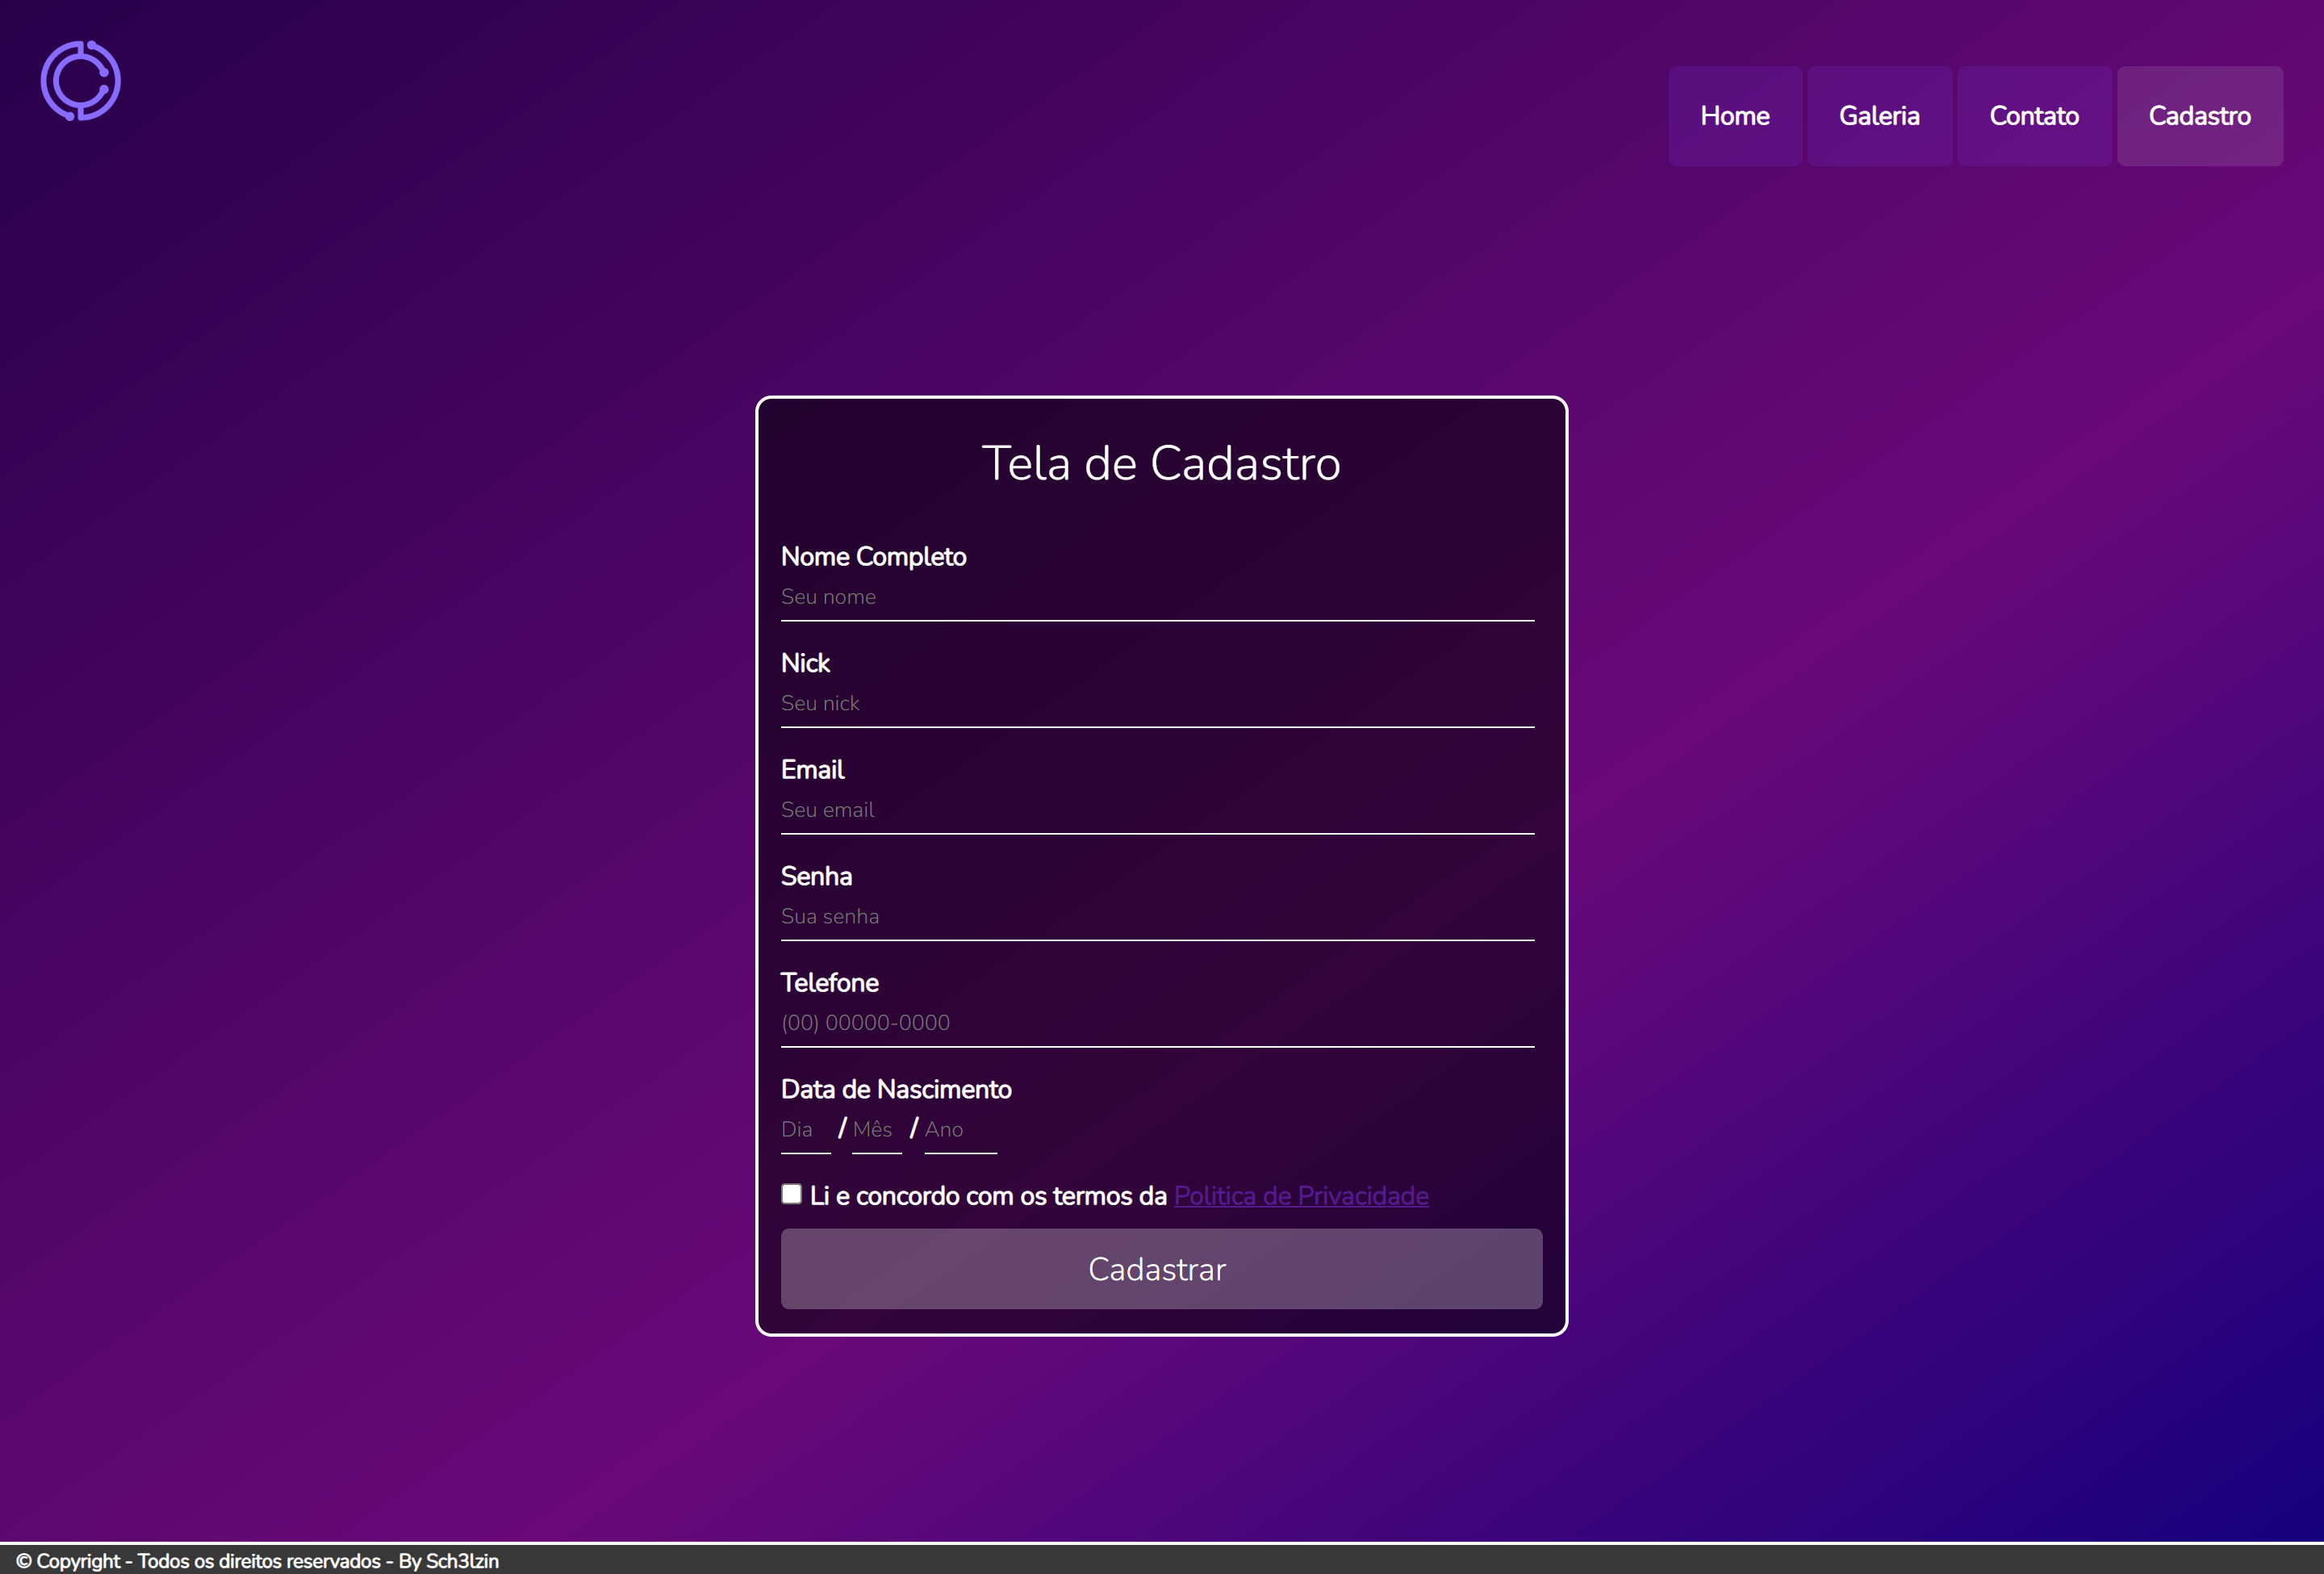 Home Galeria Contato Cadastro
Tela de Cadastro
Nome Completo
Seu nome
Nick
Seu nick
Email
Seu email
Senha
Sua senha
Telefone
(00) 00000-0000
Data de Nascimento
Dia / Mês / Ano
Li e concordo com os termos da Politica de Privacidade
Cadastrar
© Copyright - Todos os direitos reservados - By Sch3lzin